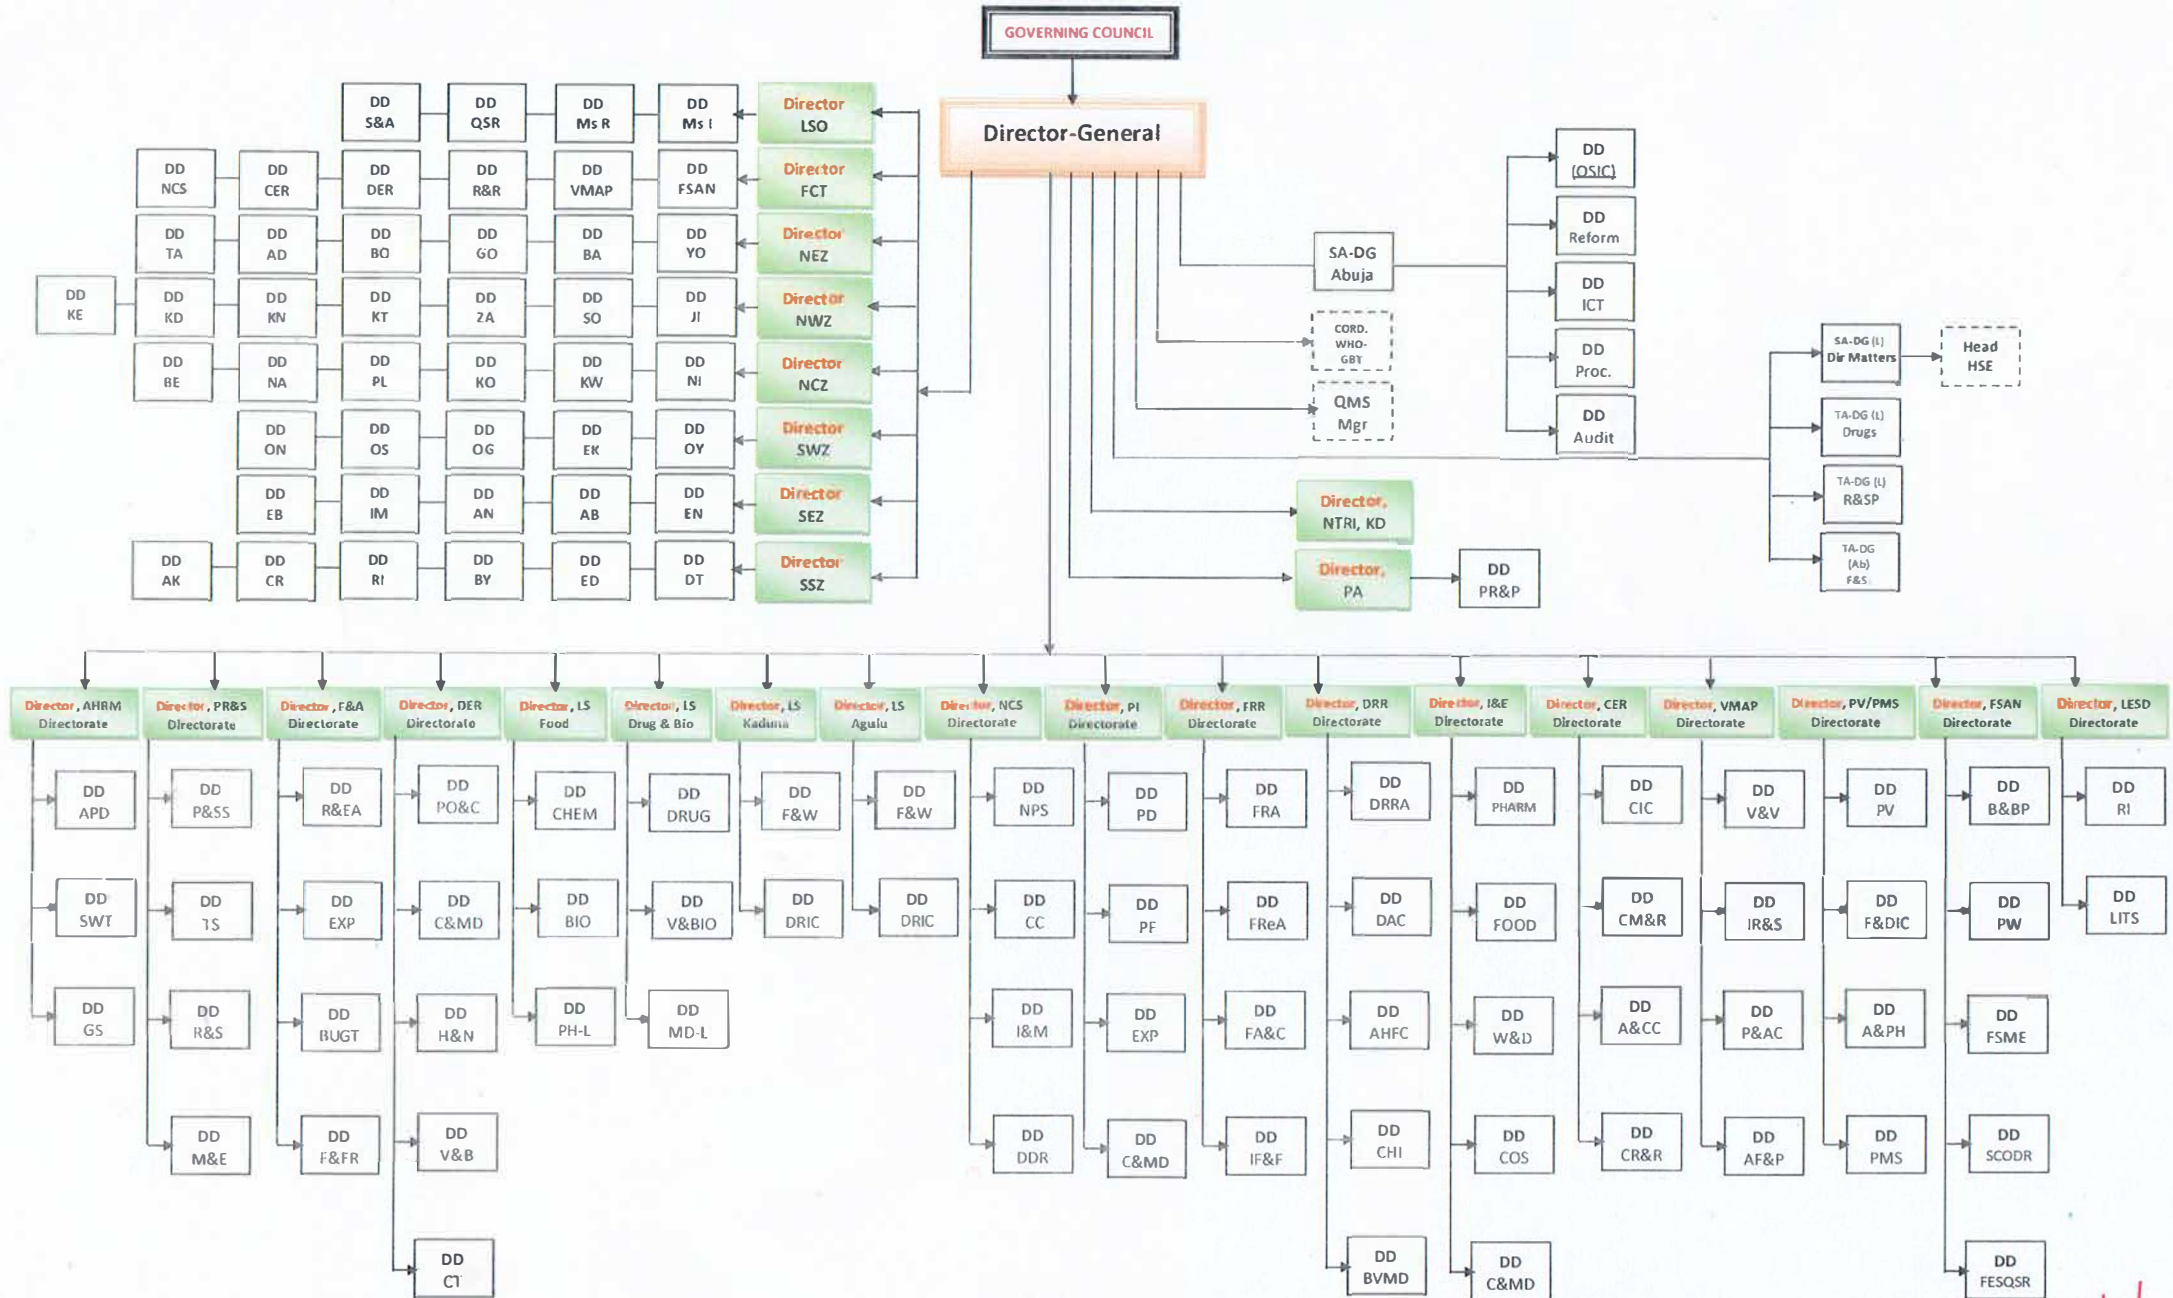 GOVERNING COUNCIL
Director-General
DD
S&A
DD
QSR
DD
Ms R
DD
Ms I
Director
LSO
DD
NCS
DD
CER
DD
DER
DD
R&R
DD
VMAP
DD
FSAN
Director
FCT
DD
TA
DD
AD
DD
BO
DD
GO
DD
BA
DD
YO
Director
NEZ
DD
KE
DD
KD
DD
KN
DD
KT
DD
ZA
DD
SO
DD
JI
Director
NWZ
DD
BE
DD
NA
DD
PL
DD
KO
DD
KW
DD
NI
Director
NCZ
DD
ON
DD
OS
DD
OG
DD
EK
DD
OY
Director
SWZ
DD
EB
DD
IM
DD
AN
DD
AB
DD
EN
Director
SEZ
DD
AK
DD
CR
DD
RI
DD
BY
DD
ED
DD
DT
Director
SSZ
SA-DG
Abuja
DD
(OSIC)
DD
Reform
DD
ICT
DD
Proc.
DD
Audit
CORD.
WHO-
GBT
QMS
Mgr
SA-DG (L)
Dir Matters
Head
HSE
TA-DG (L)
Drugs
TA-DG (L)
R&SP
TA-DG
(Ab)
F&S
Director,
NTRI, KD
Director,
PA
DD
PR&P
Director, AHRM
Directorate
Director, PR&S
Directorate
Director, F&A
Directorate
Director, DER
Directorate
Director, LS
Food
Director, LS
Drug & Bio
Director, LS
Kaduna
Director, LS
Agulu
Director, NCS
Directorate
Director, PI
Directorate
Director, FRR
Directorate
Director, DRR
Directorate
Director, I&E
Directorate
Director, CER
Directorate
Director, VMAP
Directorate
Director, PV/PMS
Directorate
Director, FSAN
Directorate
Director, LESD
Directorate
DD
APD
DD
P&SS
DD
R&EA
DD
PO&C
DD
CHEM
DD
DRUG
DD
F&W
DD
F&W
DD
NPS
DD
PD
DD
FRA
DD
DRRA
DD
PHARM
DD
CIC
DD
V&V
DD
PV
DD
B&BP
DD
RI
DD
SWT
DD
TS
DD
EXP
DD
C&MD
DD
BIO
DD
V&BIO
DD
DRIC
DD
DRIC
DD
CC
DD
PF
DD
FReA
DD
DAC
DD
FOOD
DD
CM&R
DD
IR&S
DD
F&DIC
DD
PW
DD
LITS
DD
GS
DD
R&S
DD
BUGT
DD
H&N
DD
PH-L
DD
MD-L
DD
I&M
DD
EXP
DD
FA&C
DD
AHFC
DD
W&D
DD
A&CC
DD
P&AC
DD
A&PH
DD
FSME
DD
M&E
DD
F&FR
DD
V&B
DD
DDR
DD
C&MD
DD
IF&F
DD
CHI
DD
COS
DD
CR&R
DD
AF&P
DD
PMS
DD
SCODR
DD
CT
DD
BVMD
DD
C&MD
DD
FESQSR